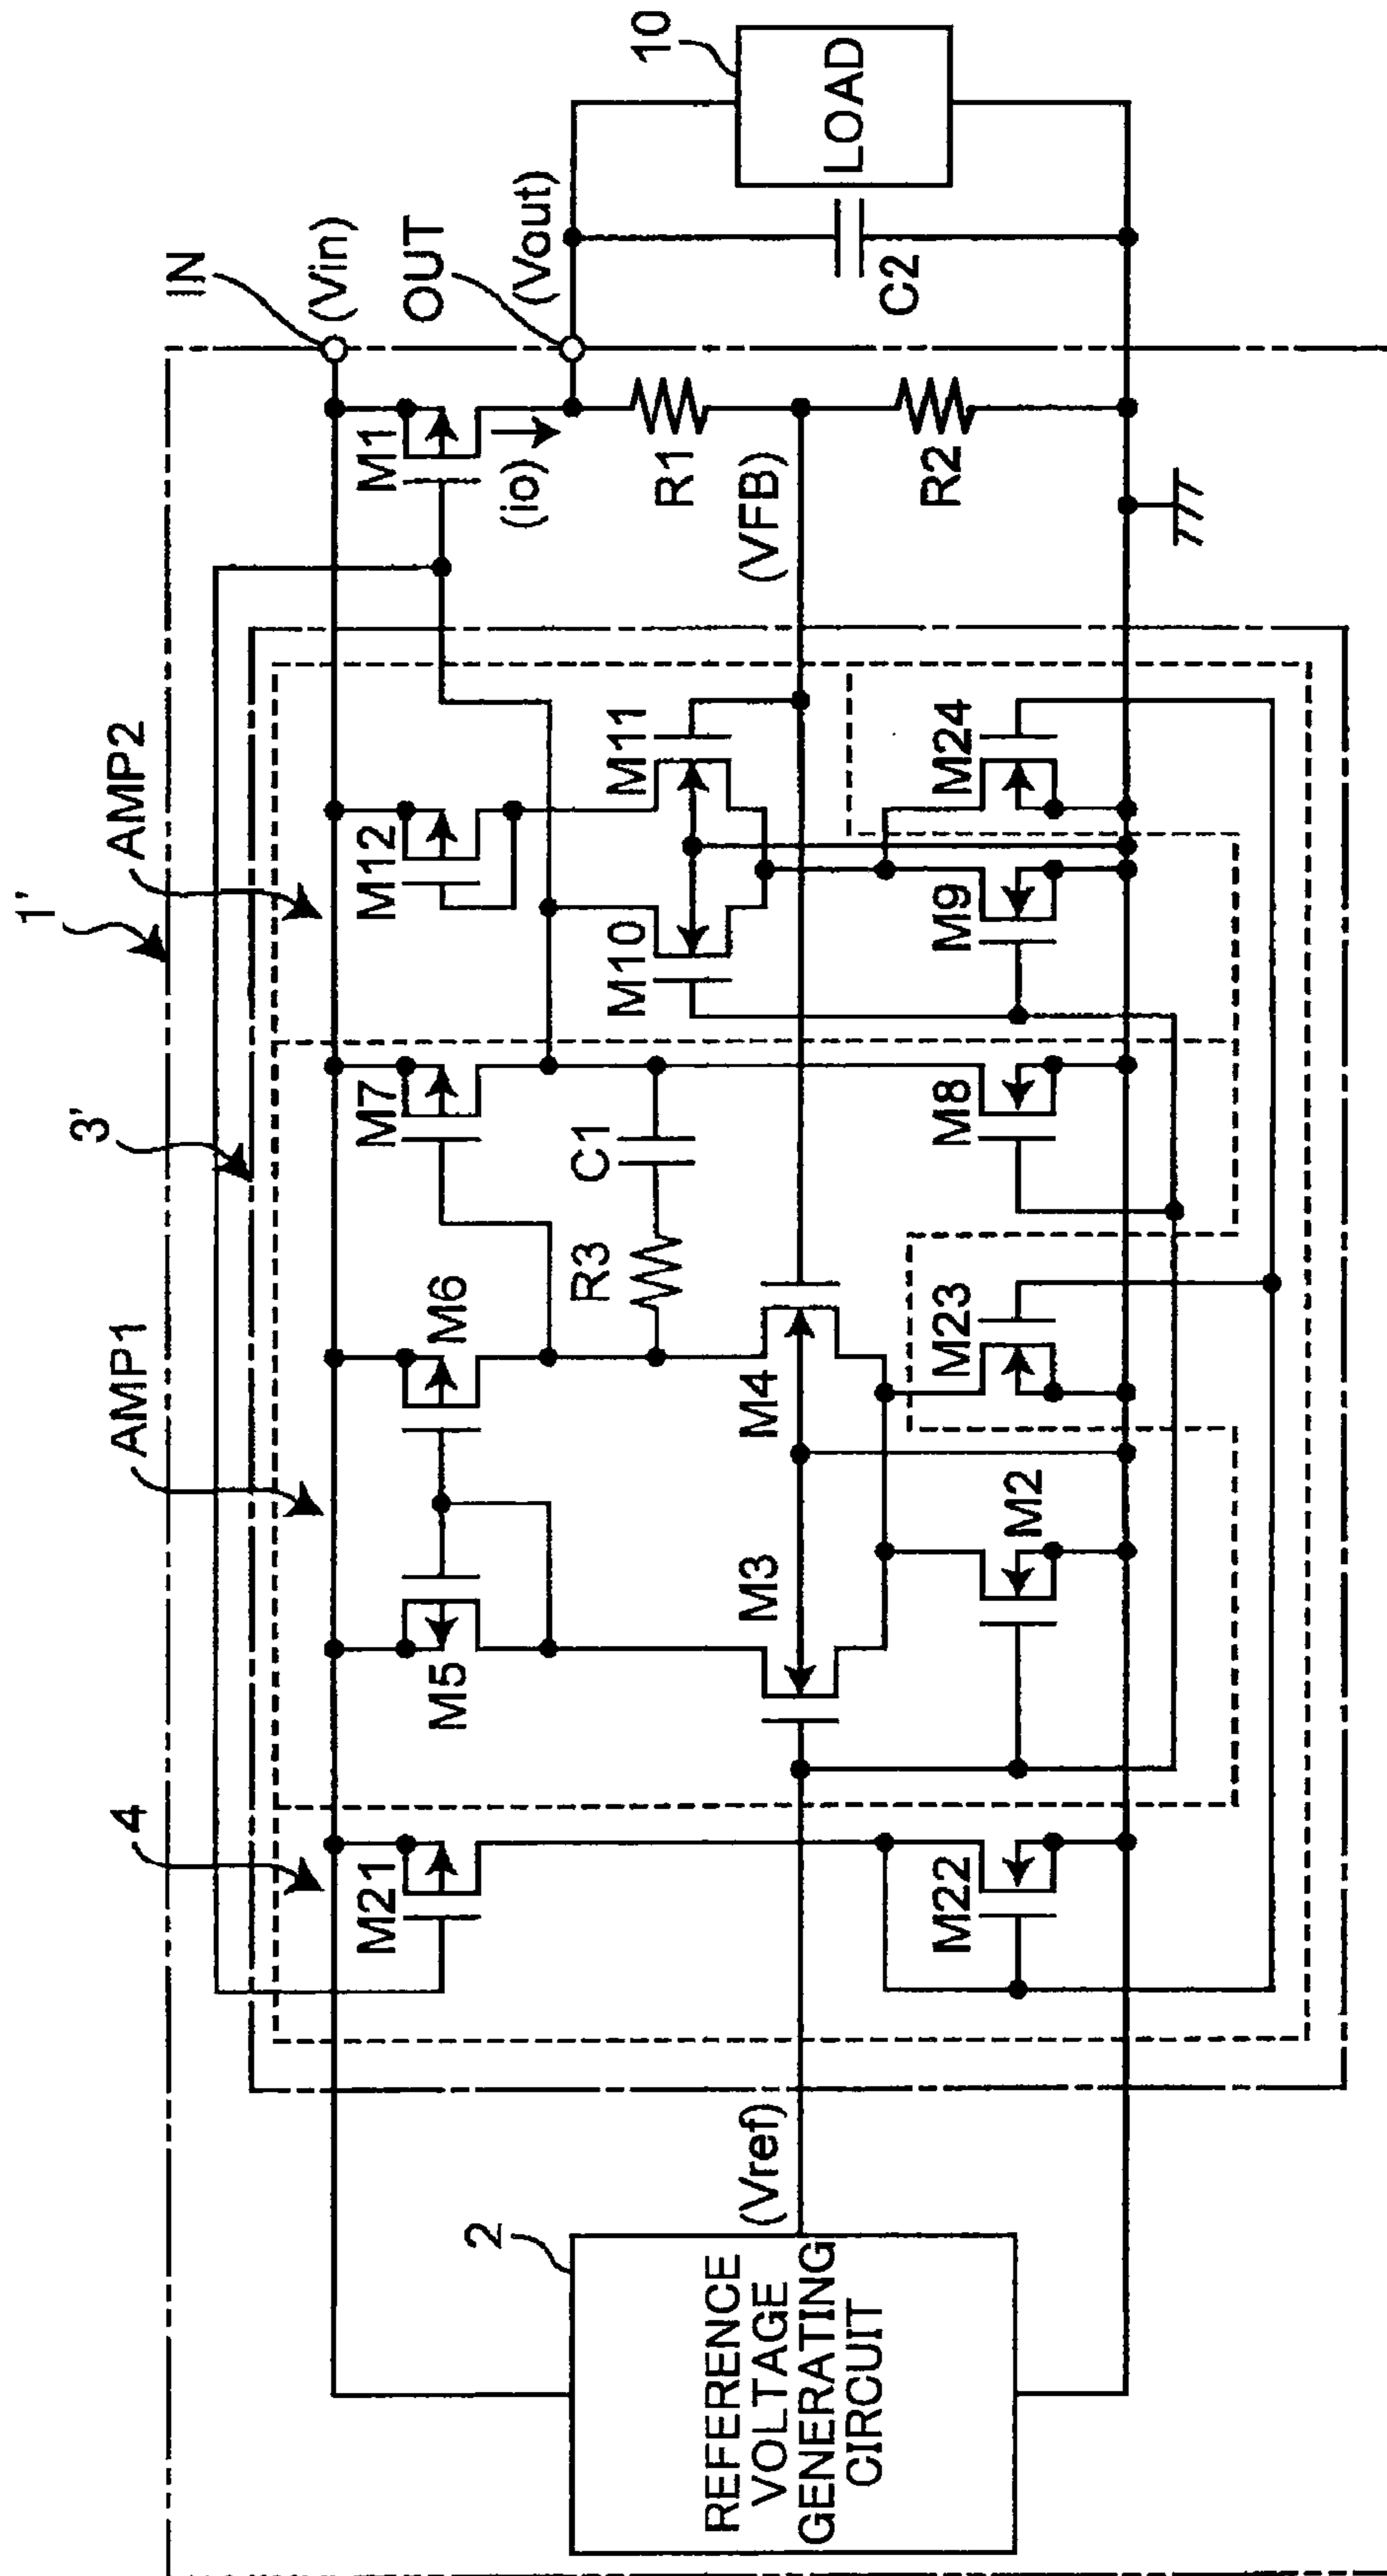 1'
3'
4
AMP1
AMP2
IN
(Vin)
OUT
(Vout)
10
LOAD
C2
M21
M5
M6
M7
M12
M1
(io)
R1
R3
C1
M10
M11
(VFB)
M3
M4
2
(Vref)
REFERENCE
VOLTAGE
GENERATING
CIRCUIT
M22
M2
M23
M8
M9
M24
R2